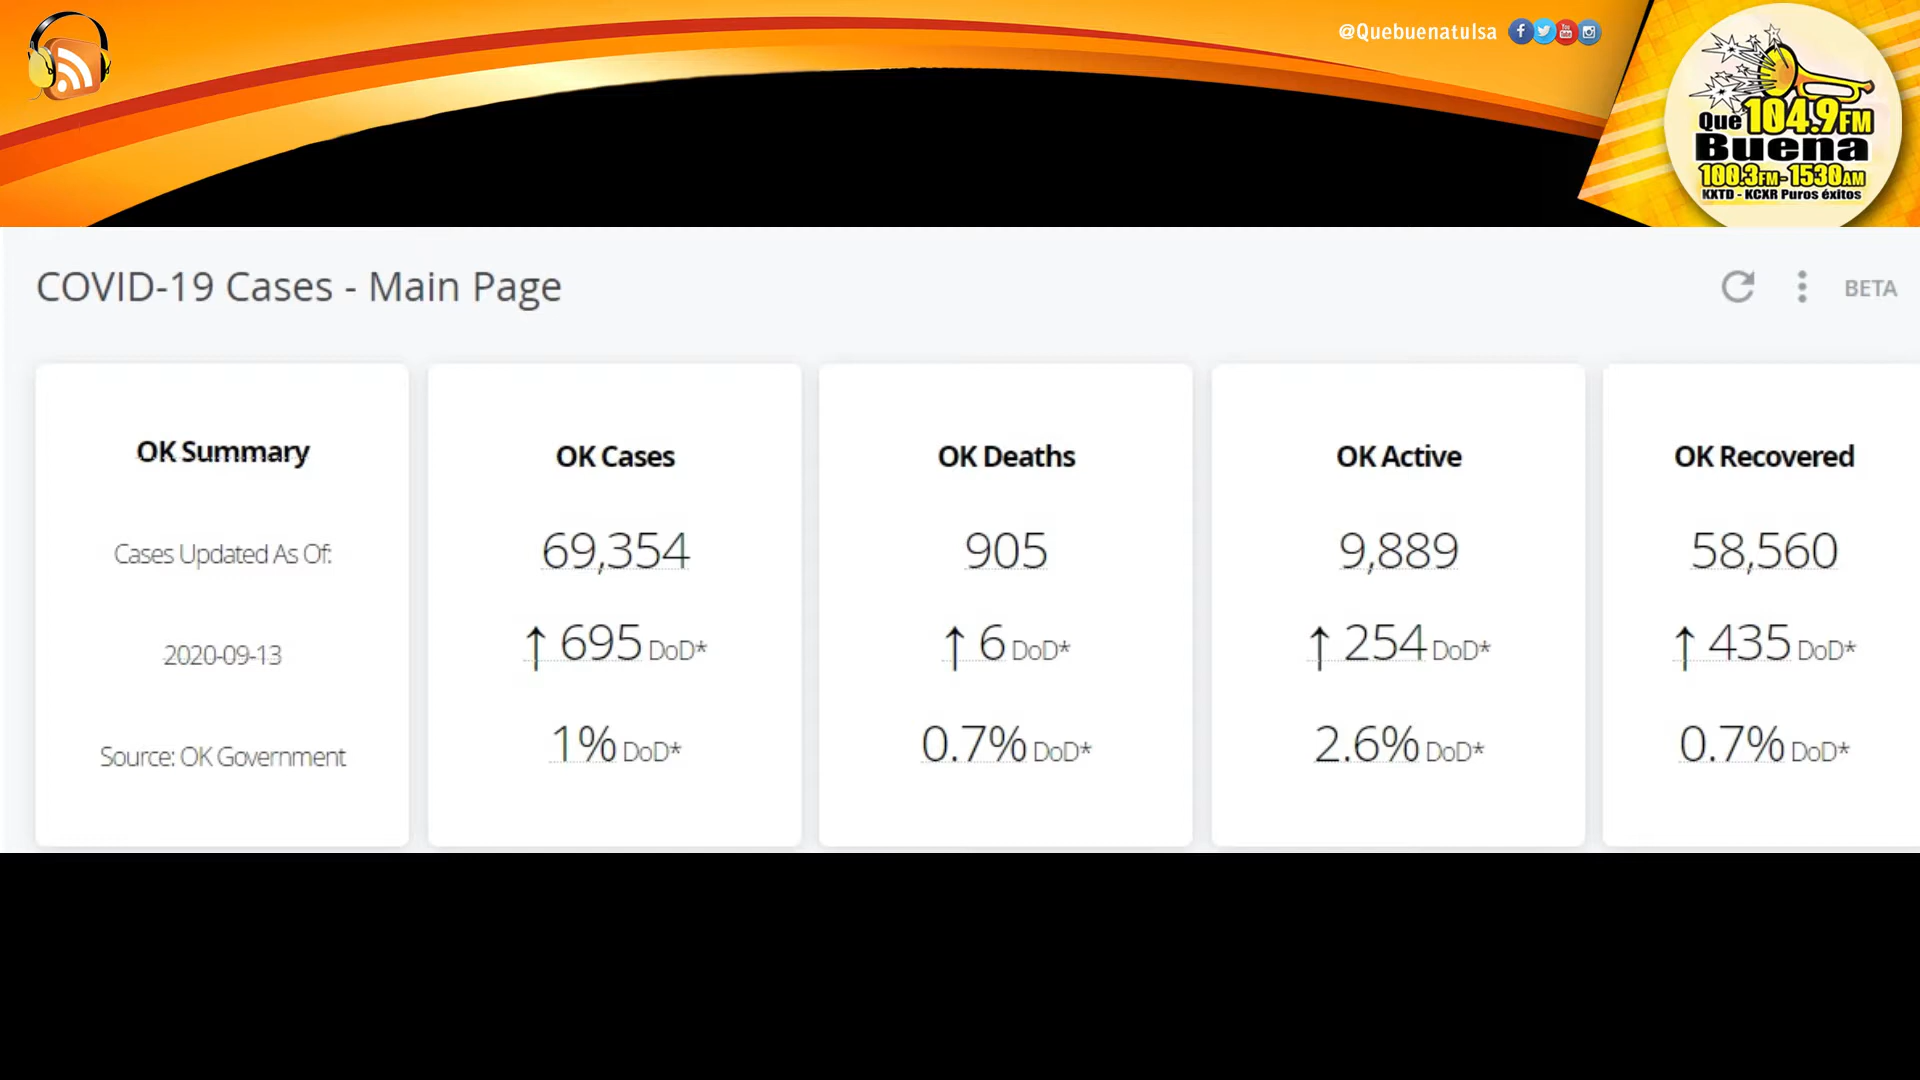 @Quebuenatulsa
Que 104.9FM
Buena
100.3FM-1530AM
KXTD - KCXR Puros éxitos
COVID-19 Cases - Main Page
BETA
OK Summary
Cases Updated As Of:
2020-09-13
Source: OK Government
OK Cases
69,354
↑ 695 DoD*
1% DoD*
OK Deaths
905
↑ 6 DoD*
0.7% DoD*
OK Active
9,889
↑ 254 DoD*
2.6% DoD*
OK Recovered
58,560
↑ 435 DoD*
0.7% DoD*